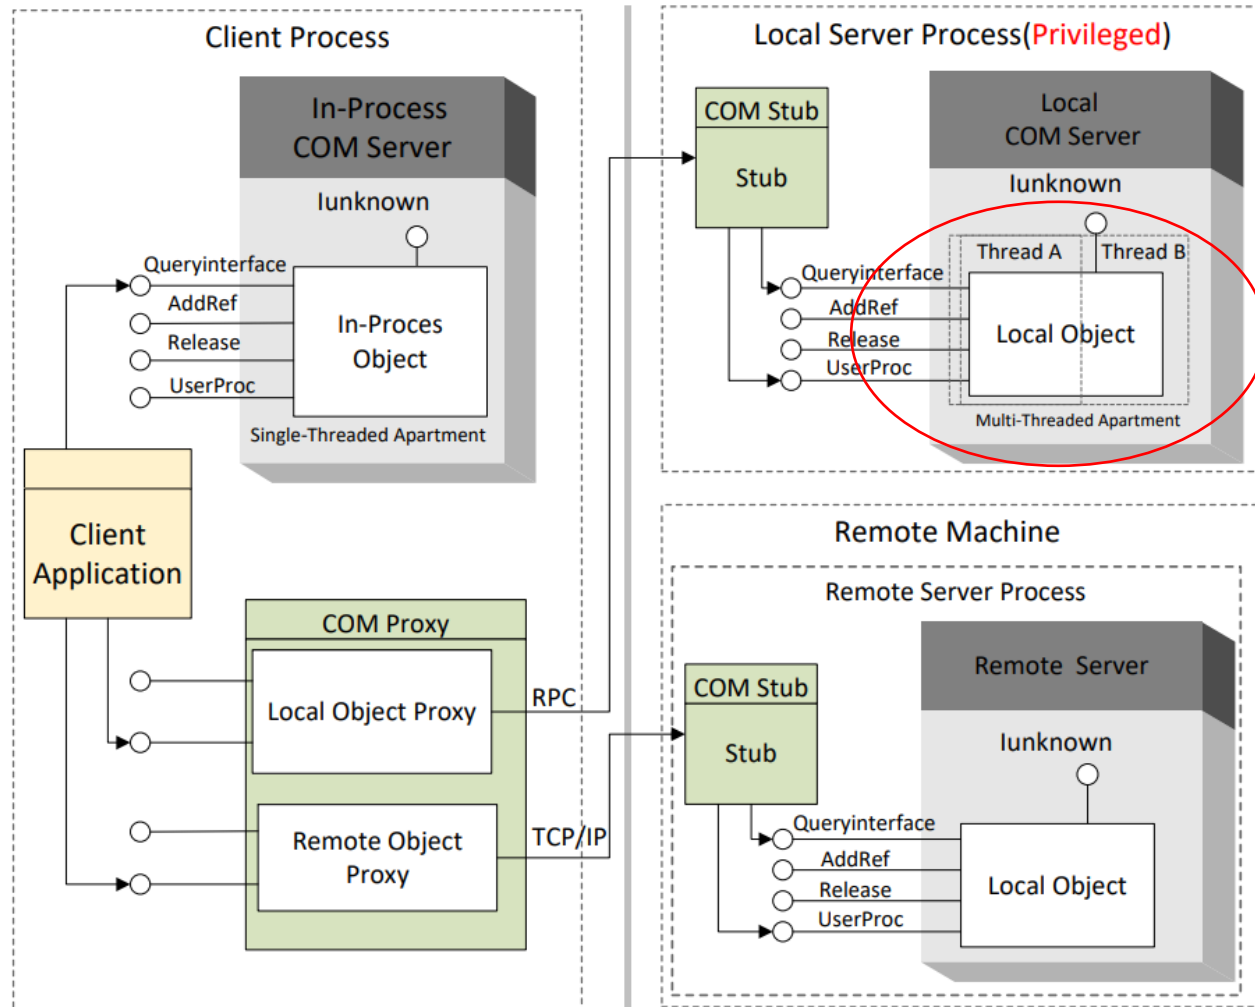 Client Process
In-Process
COM Server
Iunknown
Queryinterface
AddRef
Release
UserProc
In-Proces
Object
Single-Threaded Apartment
Client
Application
COM Proxy
Local Object Proxy
RPC
Remote Object
Proxy
TCP/IP
Local Server Process(Privileged)
COM Stub
Stub
Local
COM Server
Iunknown
Thread A
Thread B
Queryinterface
AddRef
Release
UserProc
Local Object
Multi-Threaded Apartment
Remote Machine
Remote Server Process
COM Stub
Stub
Remote Server
Iunknown
Queryinterface
AddRef
Release
UserProc
Local Object